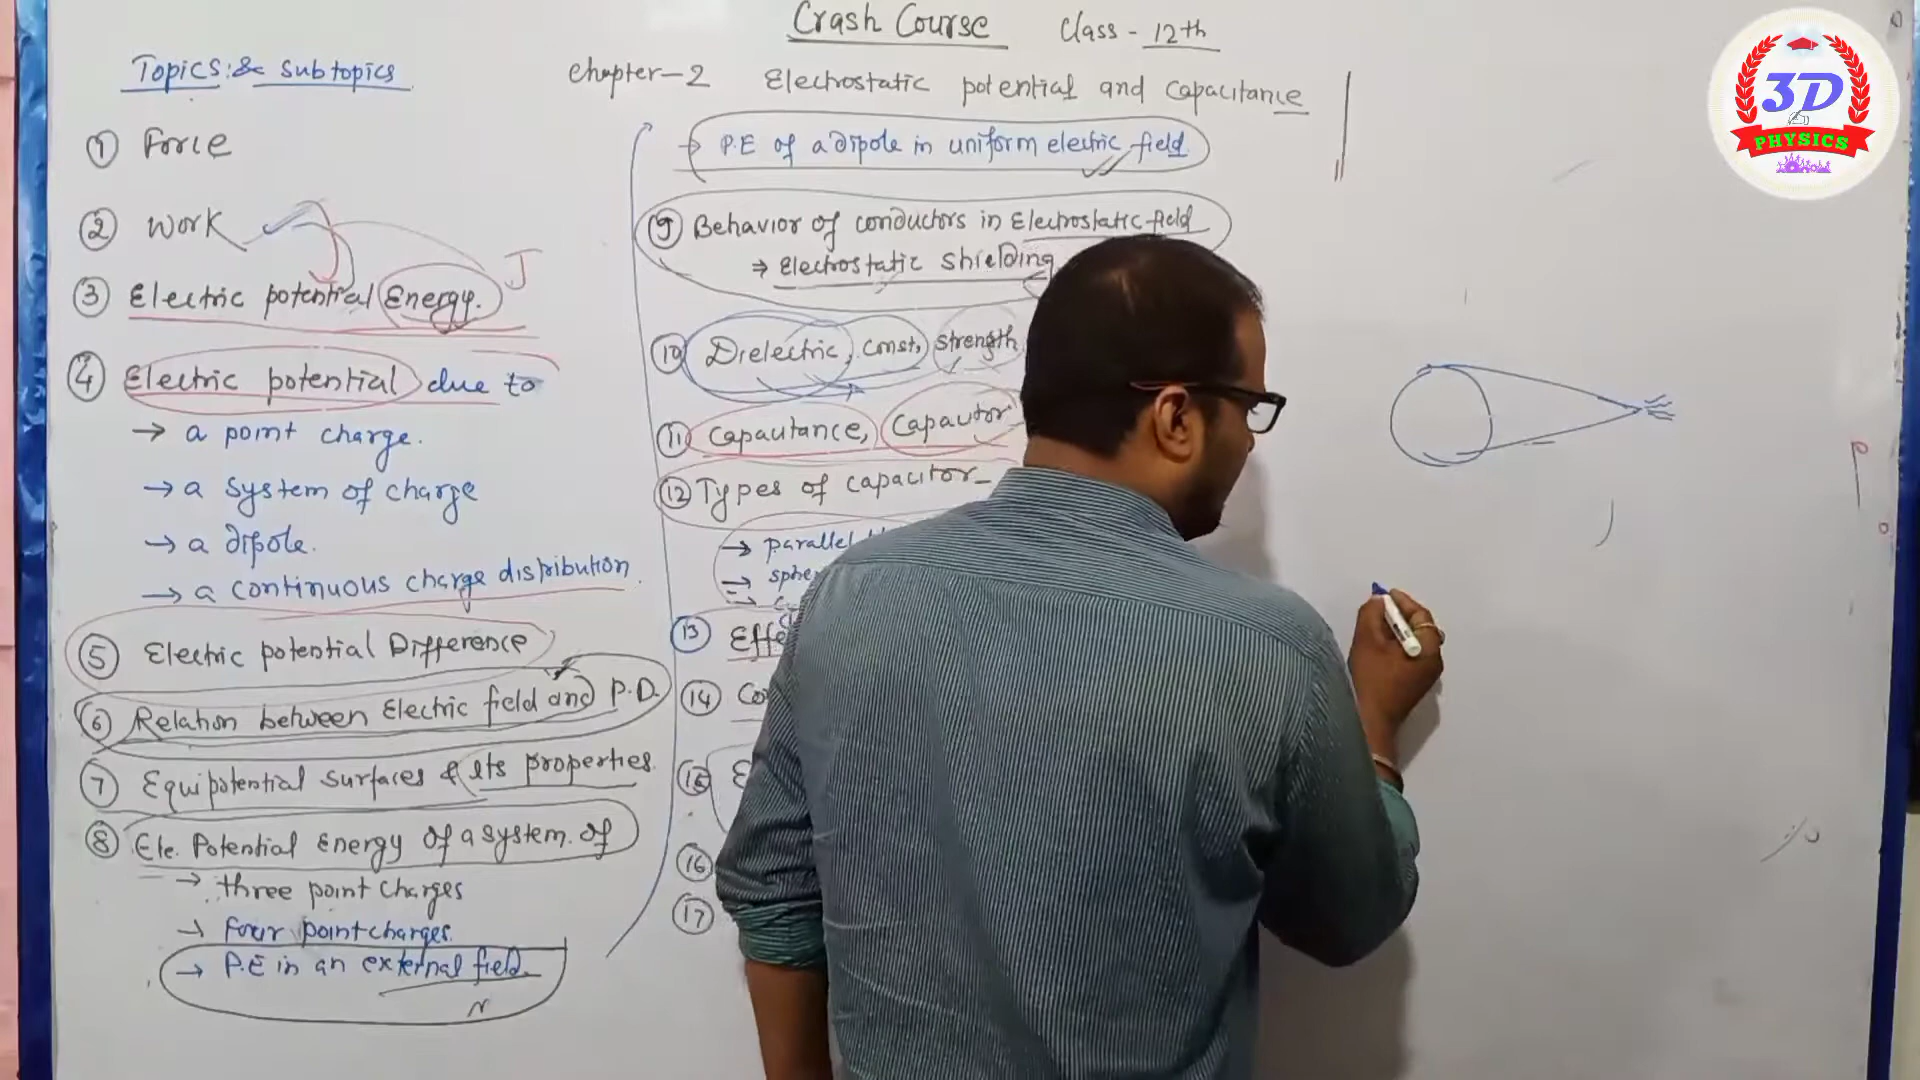 Crash Course Class - 12th
Topics & Subtopics
Chapter-2 Electrostatic potential and capacitance
① Force
② Work
J
③ Electric potential Energy.
④ Electric potential due to
→ a point charge.
→ a system of charge
→ a dipole.
→ a continuous charge distribution
⑤ Electric potential Difference
⑥ Relation between Electric field and P.D.
⑦ Equipotential surfaces & its properties.
⑧ Ele. Potential Energy of a system of
→ three point charges
→ four point charges.
→ P.E in an external field.
→ P.E of a dipole in uniform electric field.
⑨ Behavior of conductors in Electrostatic field
⇒ Electrostatic shielding
⑩ Dielectric, const, strength
⑪ Capacitance, Capacitor
⑫ Types of capacitor
→ parallel
→ sphe
⑬ Effe
⑭ Co
⑮ E
⑯
⑰
3D
PHYSICS